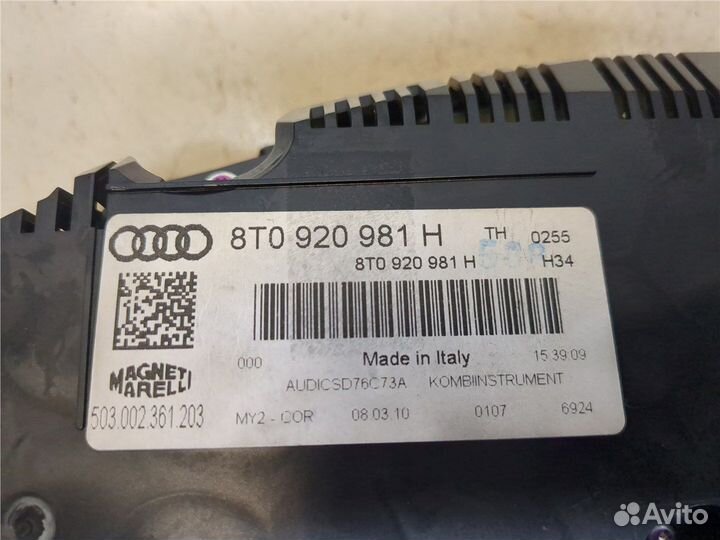 8T0 920 981 H TH 0255
8T0 920 981 H H34
000 Made in Italy 15.39.09
MAGNETI
MARELLI
AUDICSD76C73A KOMBIINSTRUMENT
503.002.361.203 MY2 - COR 08.03.10 0107 6924
Avito